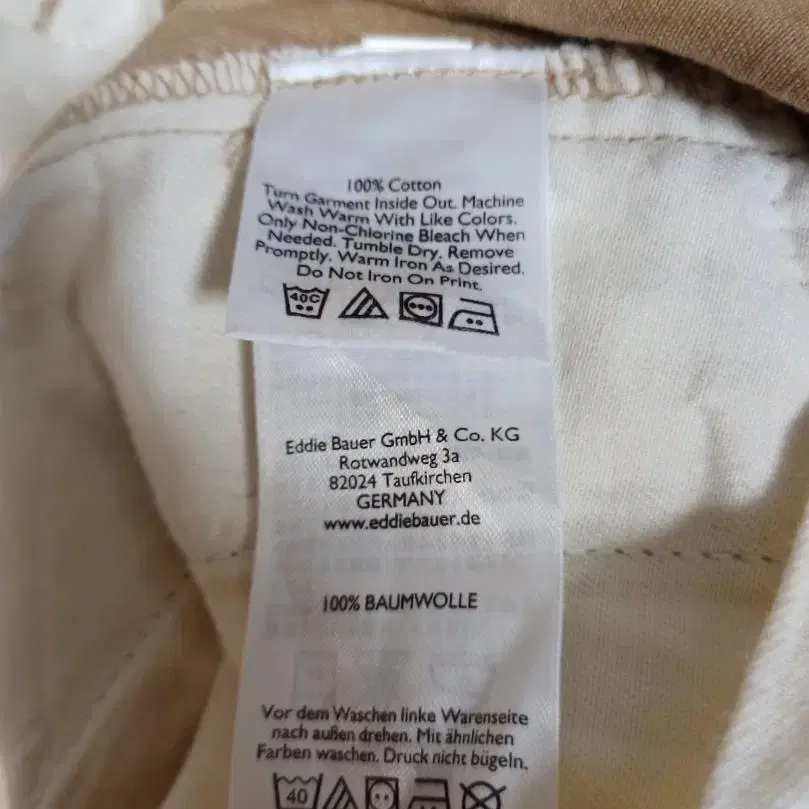 100% Cotton
Turn Garment Inside Out. Machine
Wash Warm With Like Colors.
Only Non-Chlorine Bleach When
Needed. Tumble Dry. Remove
Promptly. Warm Iron As Desired.
Do Not Iron On Print.
40C
Eddie Bauer GmbH & Co. KG
Rotwandweg 3a
82024 Taufkirchen
GERMANY
www.eddiebauer.de
100% BAUMWOLLE
Vor dem Waschen linke Warenseite
nach außen drehen. Mit ähnlichen
Farben waschen. Druck nicht bügeln.
40